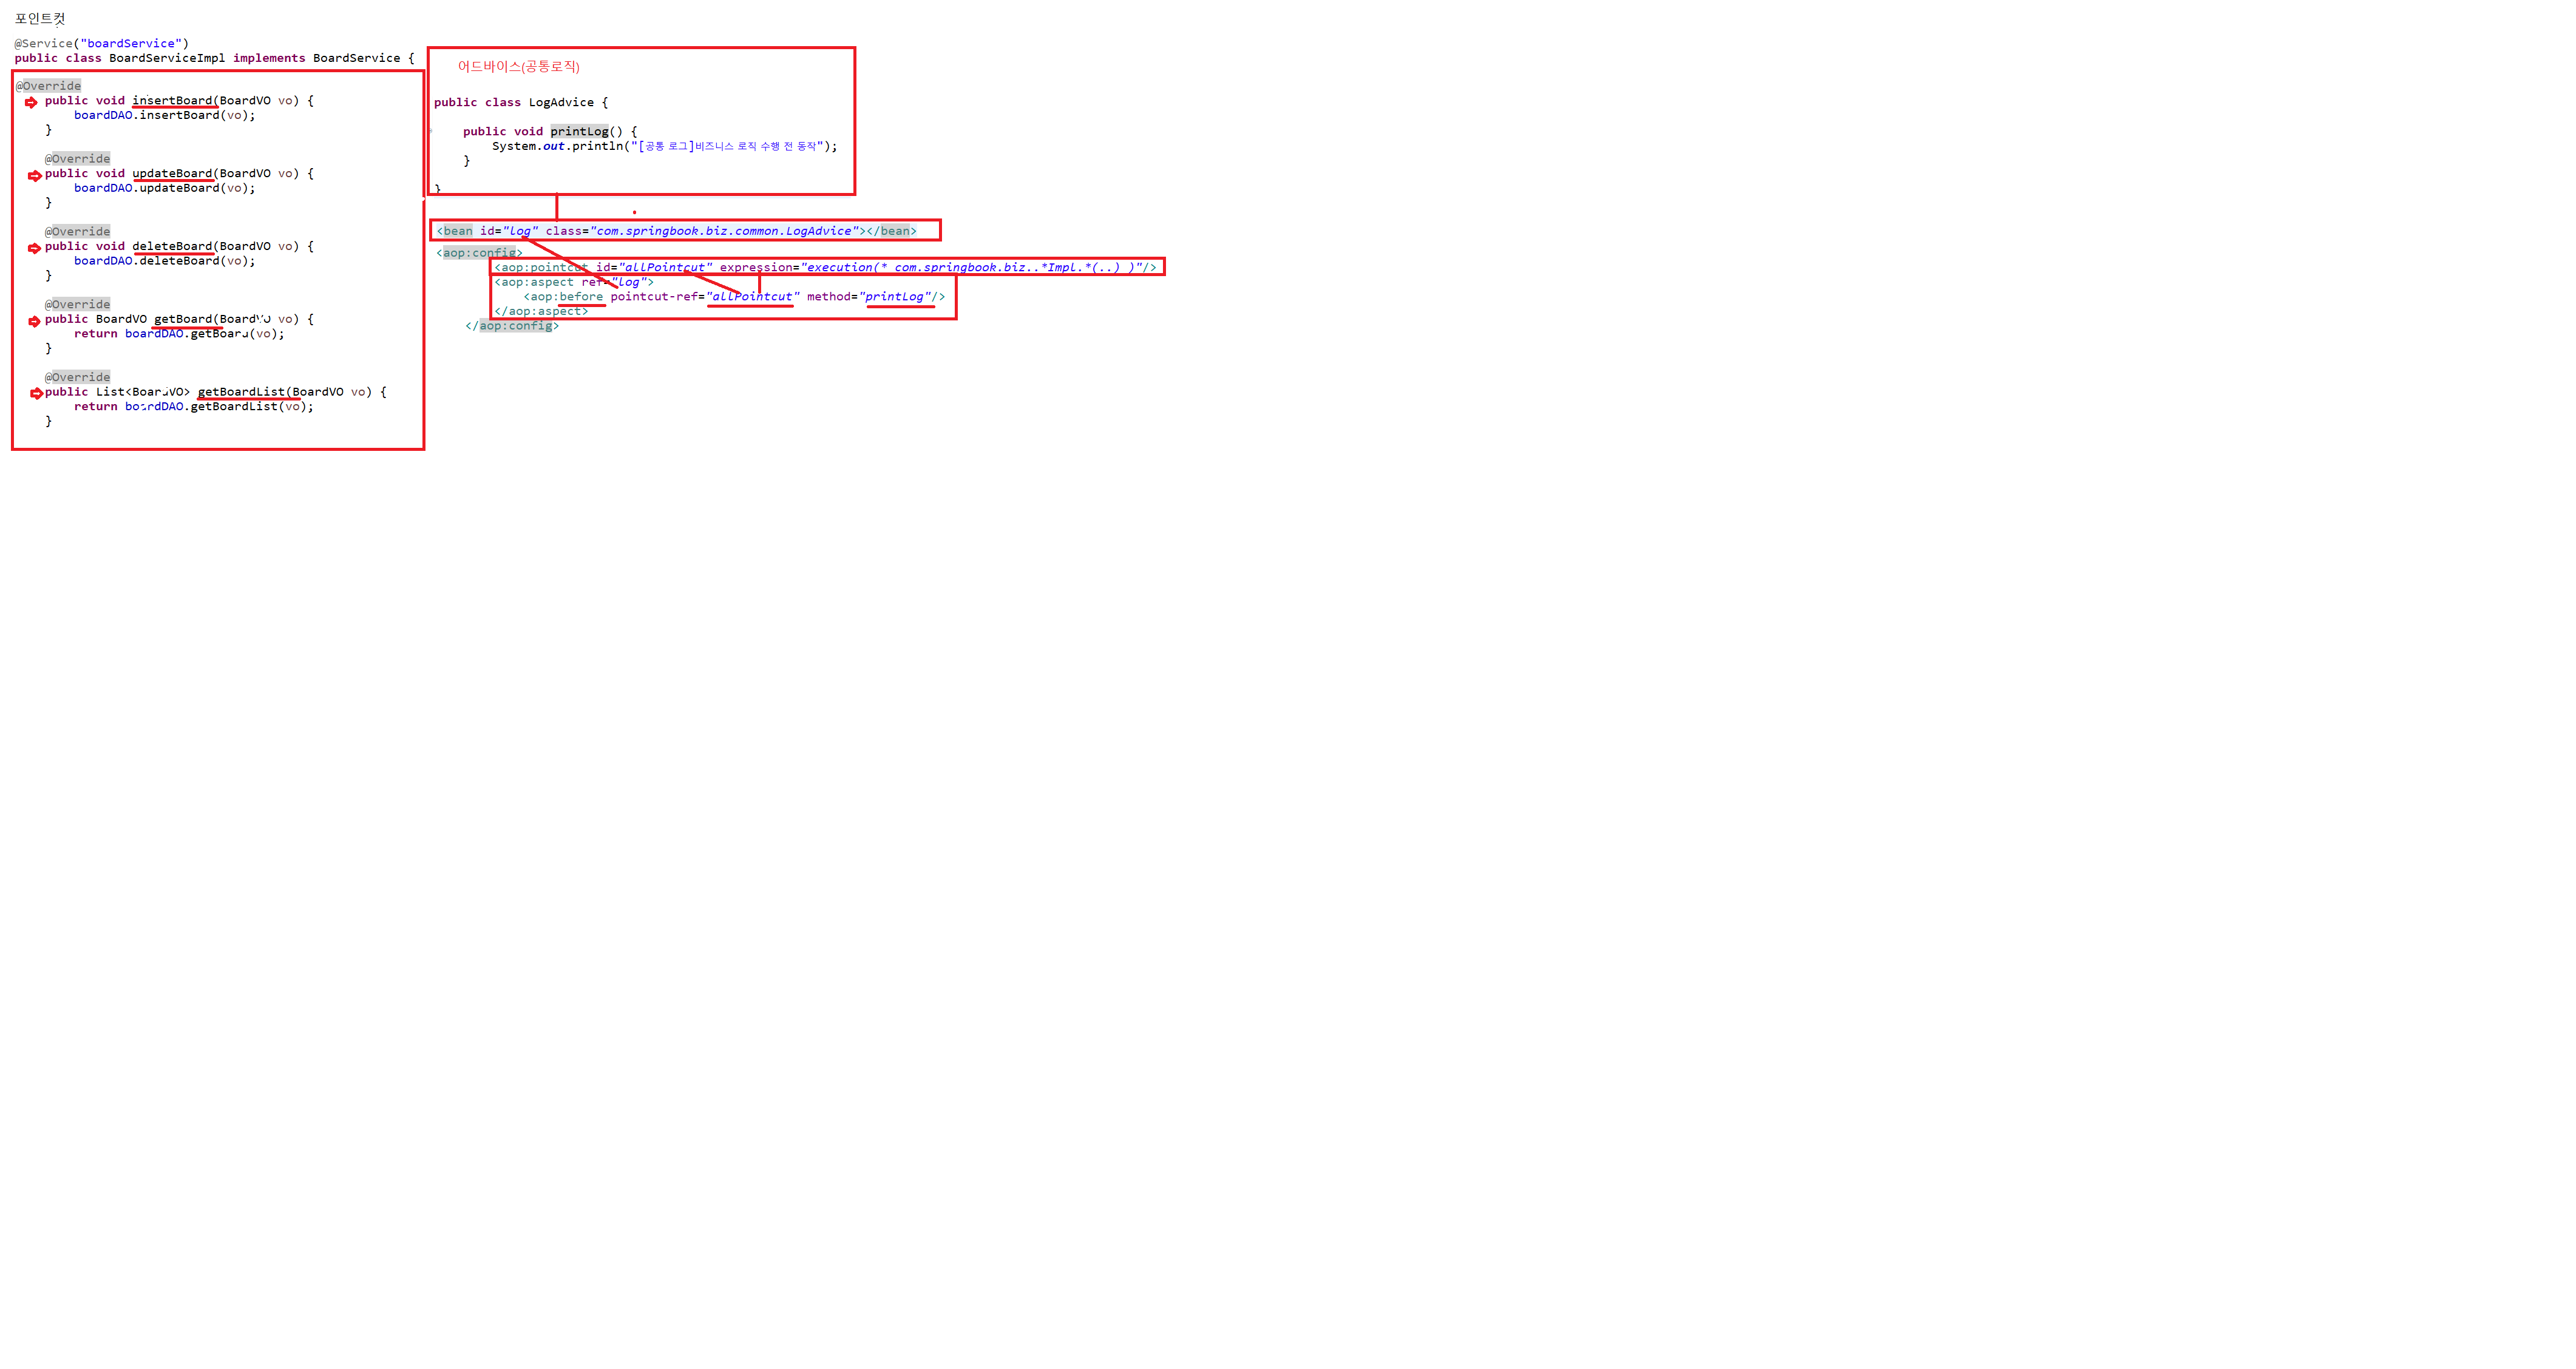 포인트컷
@Service("boardService")
public class BoardServiceImpl implements BoardService {
@Override
public void insertBoard(BoardVO vo) {
boardDAO.insertBoard(vo);
}
@Override
public void updateBoard(BoardVO vo) {
boardDAO.updateBoard(vo);
}
@Override
public void deleteBoard(BoardVO vo) {
boardDAO.deleteBoard(vo);
}
@Override
public BoardVO getBoard(BoardVO vo) {
return boardDAO.getBoard(vo);
}
@Override
public List<BoardVO> getBoardList(BoardVO vo) {
return boardDAO.getBoardList(vo);
}
어드바이스(공통로직)
public class LogAdvice {
public void printLog() {
System.out.println("[공통 로그]비즈니스 로직 수행 전 동작");
}
}
<bean id="log" class="com.springbook.biz.common.LogAdvice"></bean>
<aop:config>
<aop:pointcut id="allPointcut" expression="execution(* com.springbook.biz..*Impl.*(..) )"/>
<aop:aspect ref="log">
<aop:before pointcut-ref="allPointcut" method="printLog"/>
</aop:aspect>
</aop:config>